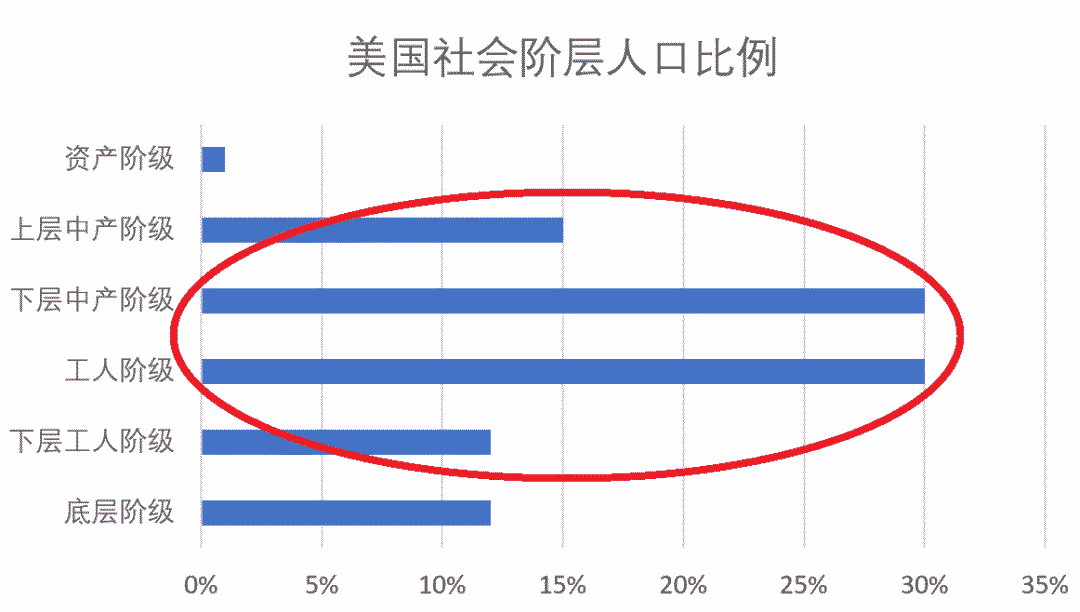 美国社会阶层人口比例
资产阶级
上层中产阶级
下层中产阶级
工人阶级
下层工人阶级
底层阶级
0% 5% 10% 15% 20% 25% 30% 35%